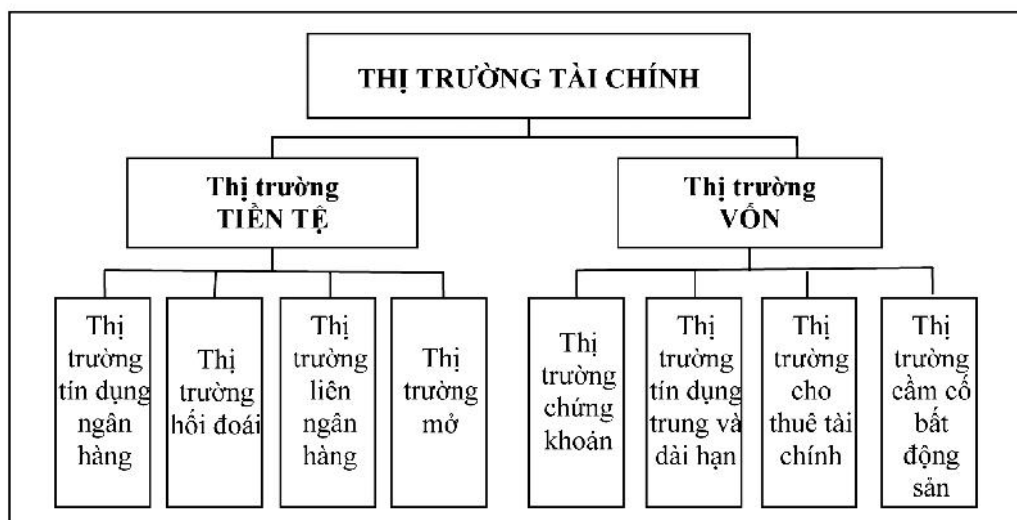 THỊ TRƯỜNG TÀI CHÍNH
Thị trường
TIỀN TỆ
Thị trường
VỐN
Thị
trường
tín dụng
ngân
hàng
Thị
trường
hối đoái
Thị
trường
liên
ngân
hàng
Thị
trường
mở
Thị
trường
chứng
khoán
Thị
trường
tín dụng
trung và
dài hạn
Thị
trường
cho
thuê tài
chính
Thị
trường
cầm cố
bất
động
sản